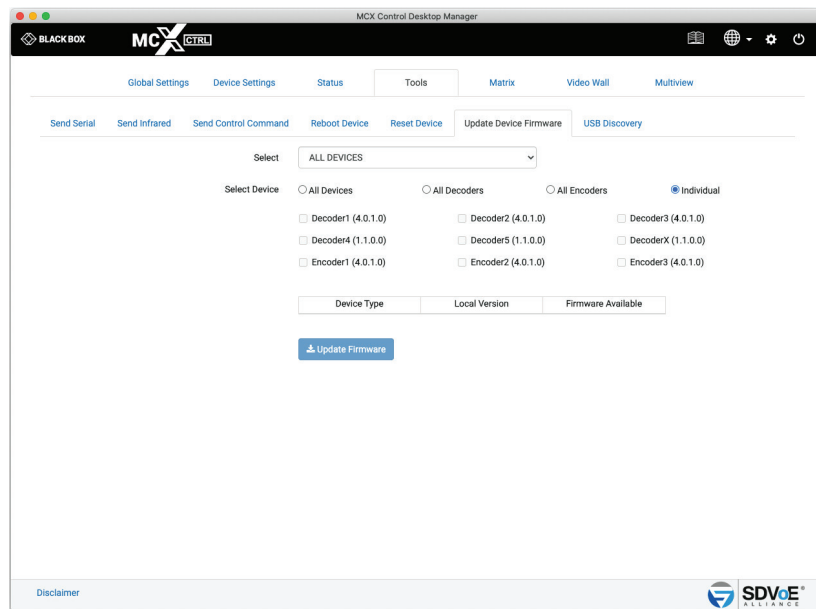 MCX Control Desktop Manager
BLACK BOX MCX CTRL
Global Settings Device Settings Status Tools Matrix Video Wall Multiview
Send Serial Send Infrared Send Control Command Reboot Device Reset Device Update Device Firmware USB Discovery
Select ALL DEVICES
Select Device All Devices All Decoders All Encoders Individual
Decoder1 (4.0.1.0) Decoder2 (4.0.1.0) Decoder3 (4.0.1.0)
Decoder4 (1.1.0.0) Decoder5 (1.1.0.0) DecoderX (1.1.0.0)
Encoder1 (4.0.1.0) Encoder2 (4.0.1.0) Encoder3 (4.0.1.0)
Device Type Local Version Firmware Available
Update Firmware
Disclaimer
SDVoE
ALLIANCE